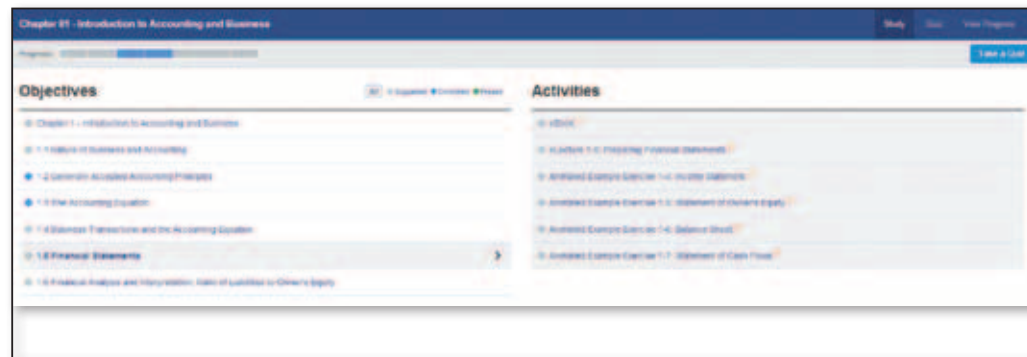 Chapter 01 - Introduction to Accounting and Business
Study Quiz View Progress
Progress:
Take a Quiz
Objectives
All Suggested Completed
Activities
Chapter 1 - Introduction to Accounting and Business
1-1 Nature of Business and Accounting
1-2 Generally Accepted Accounting Principles
1-3 The Accounting Equation
1-4 Business Transactions and the Accounting Equation
1-5 Financial Statements
1-6 Financial Analysis and Interpretation: Ratio of Liabilities to Owner's Equity
eBook
Preparing Financial Statements
Animated Example Exercise 1-4: Income Statement
Animated Example Exercise 1-5: Statement of Owner's Equity
Animated Example Exercise 1-6: Balance Sheet
Animated Example Exercise 1-7: Statement of Cash Flows